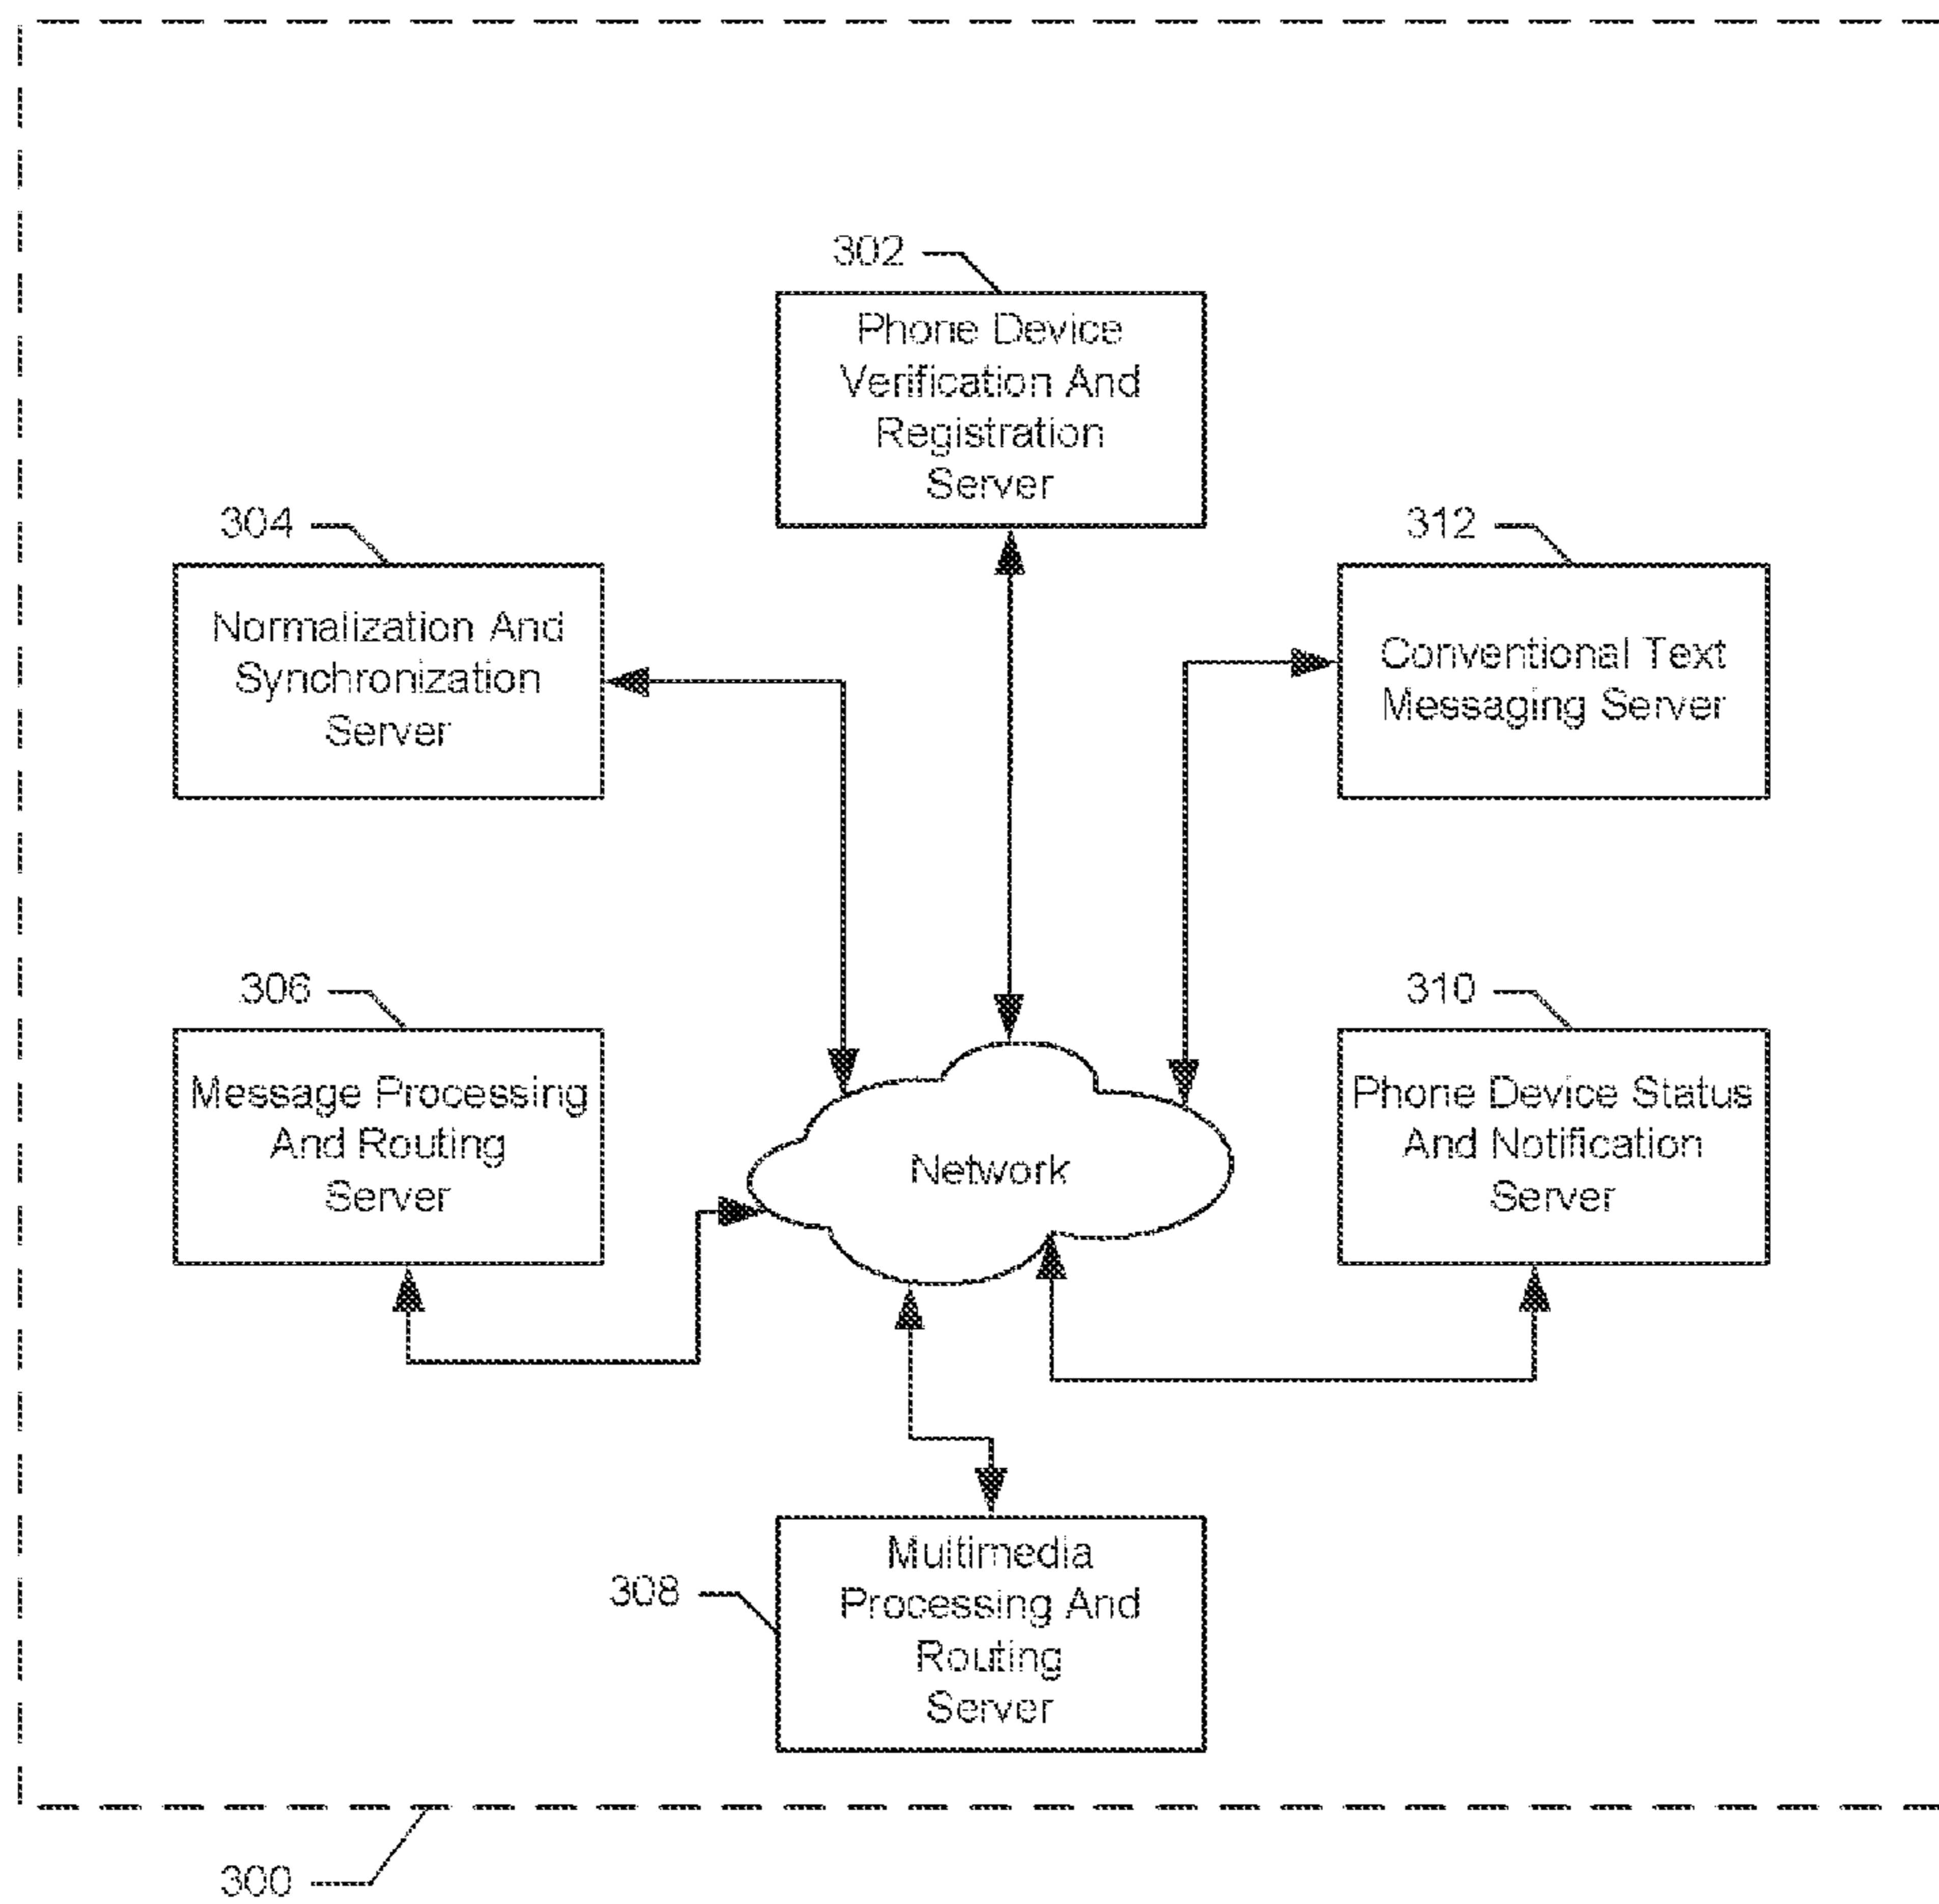 302
Phone Device
Verification And
Registration
Server
304
Normalization And
Synchronization
Server
312
Conventional Text
Messaging Server
306
Message Processing
And Routing
Server
Network
310
Phone Device Status
And Notification
Server
308
Multimedia
Processing And
Routing
Server
300